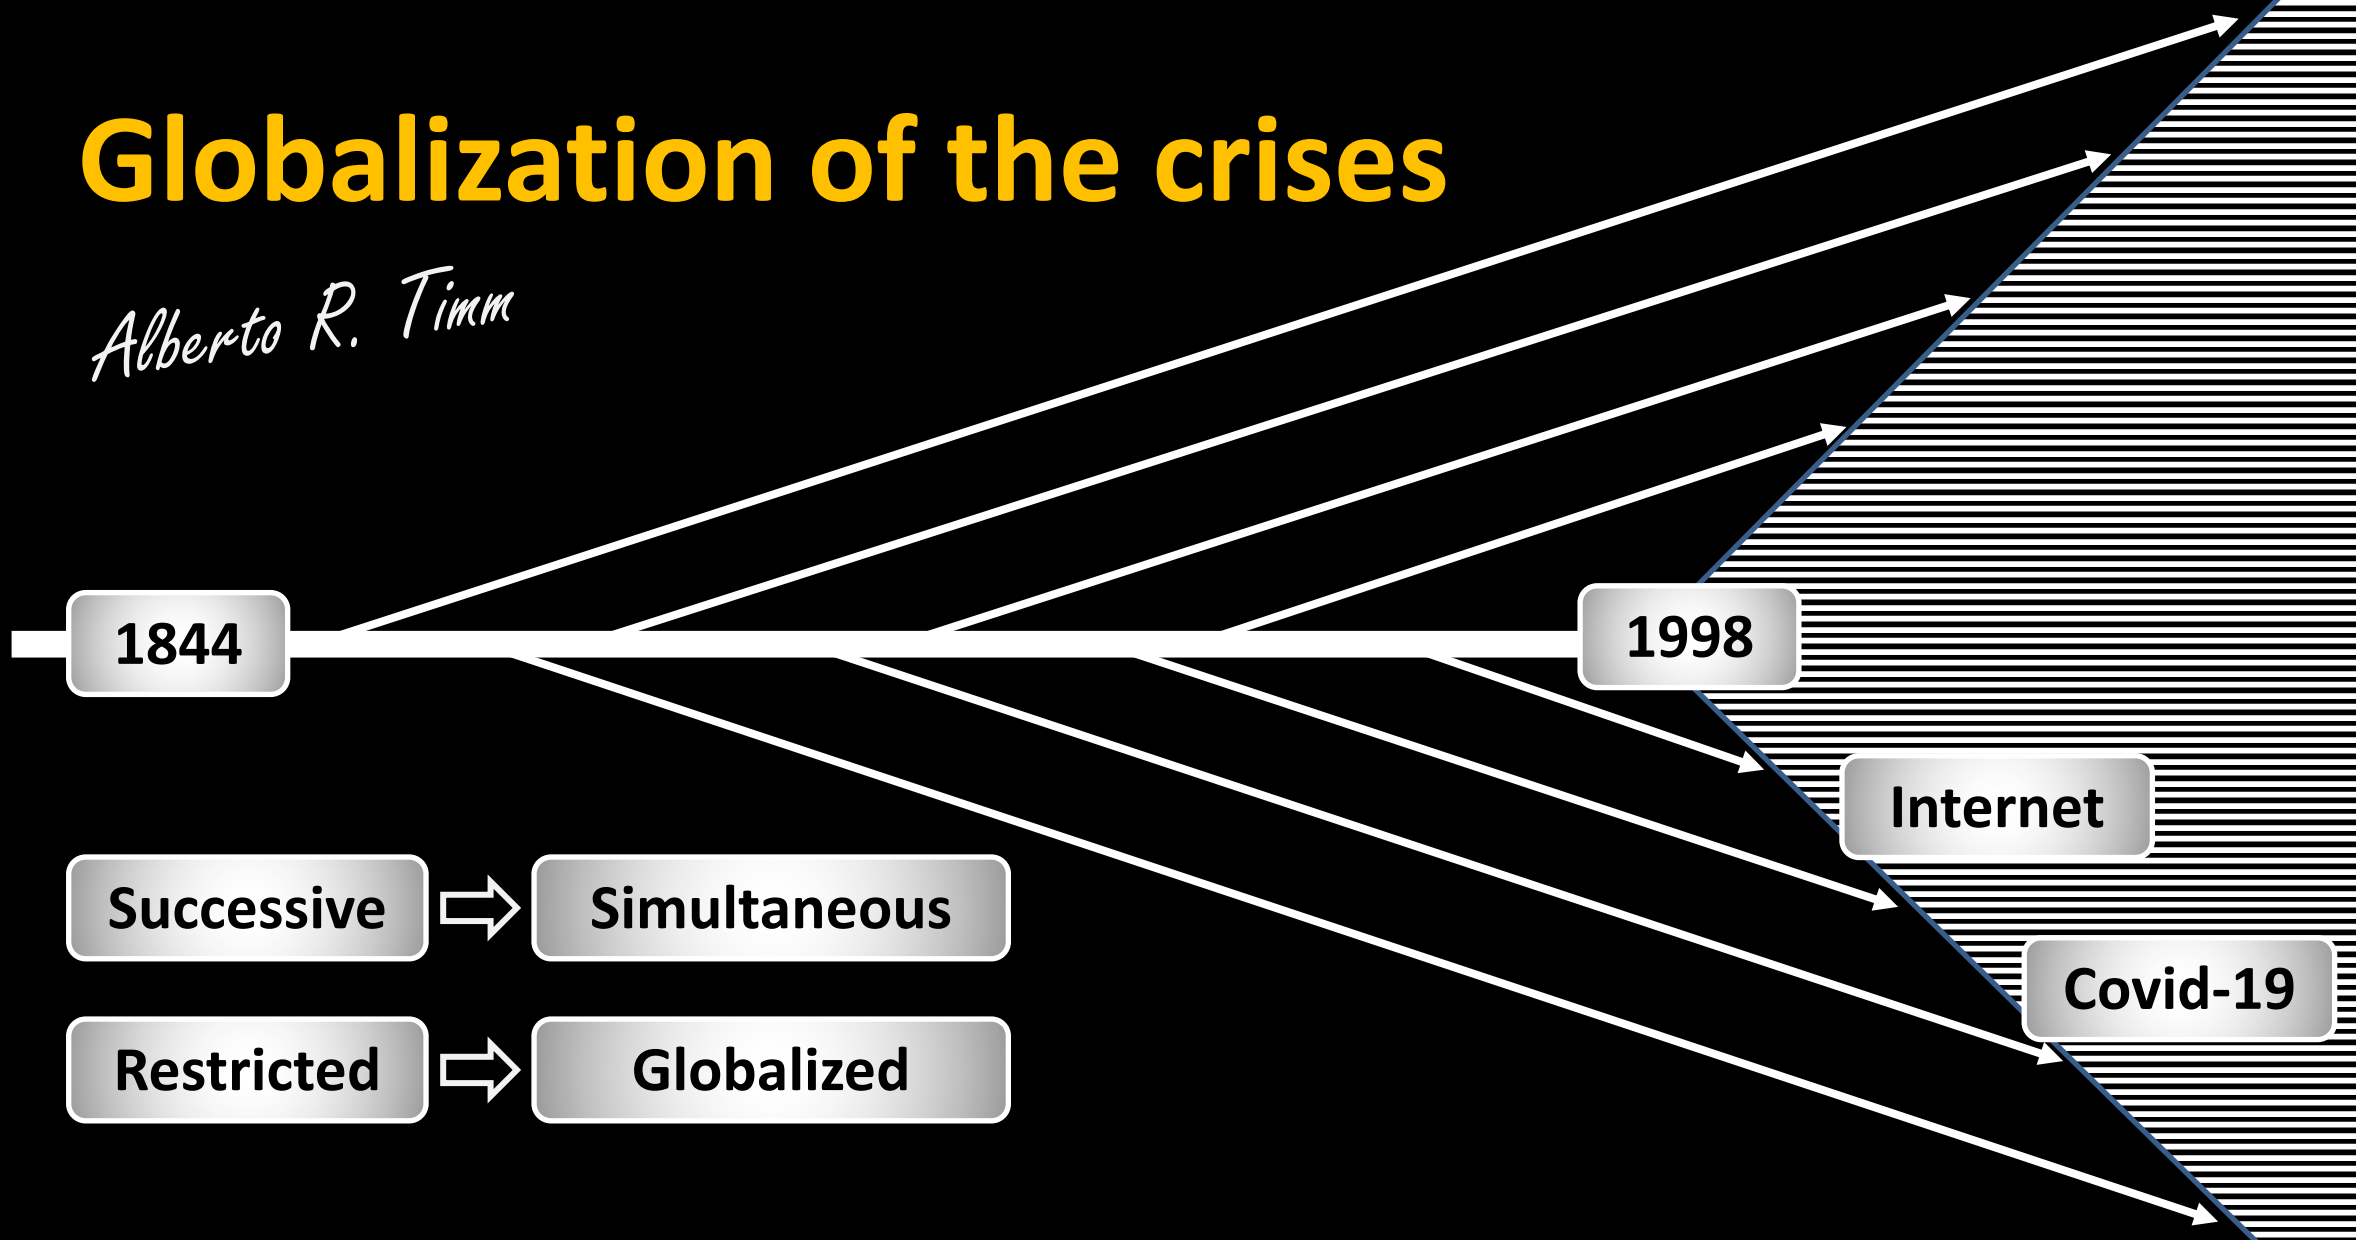 Globalization of the crises
Alberto R. Timm
1844
1998
Internet
Successive
Simultaneous
Covid-19
Restricted
Globalized